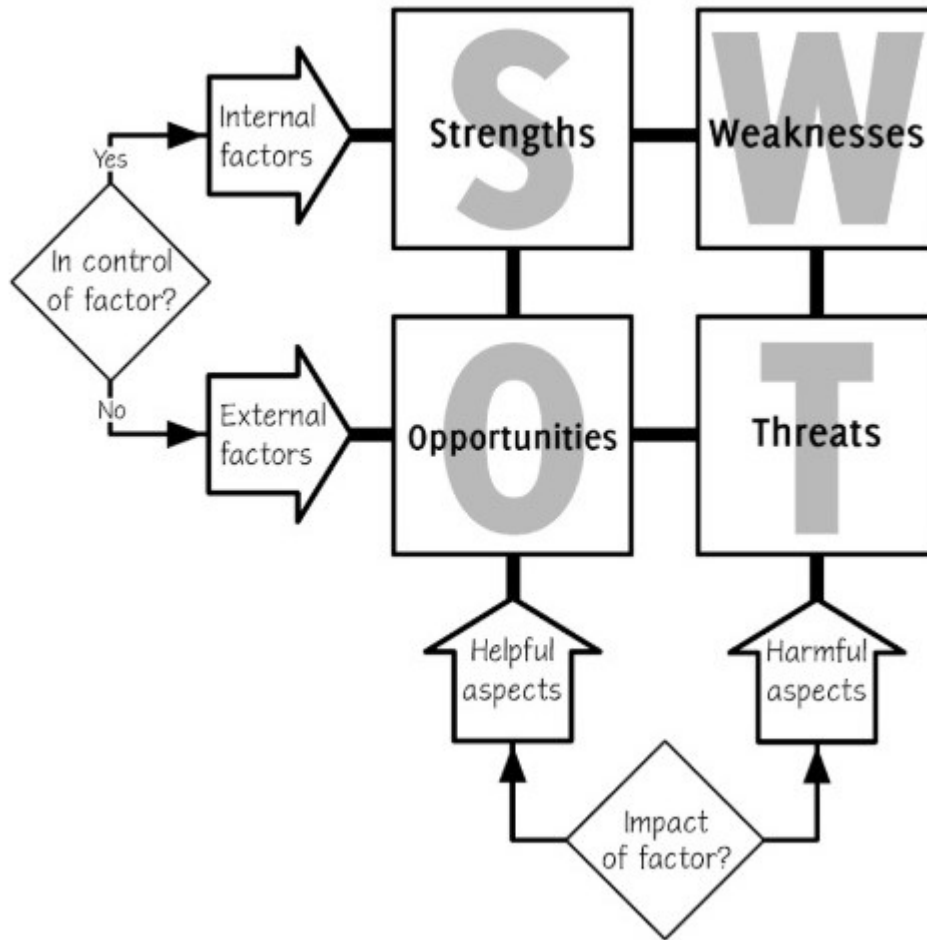 S
W
Internal
factors
Strengths
Weaknesses
Yes
In control
of factor?
No
O
T
External
factors
Opportunities
Threats
Helpful
aspects
Harmful
aspects
Impact
of factor?